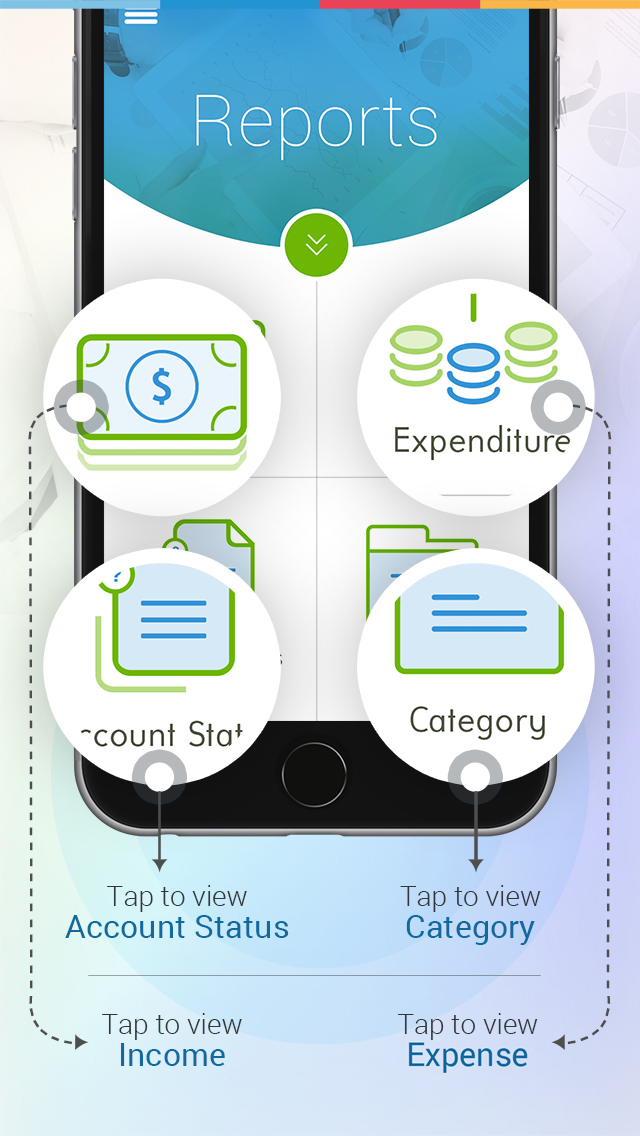 Reports
$
Expenditure
?
ccount Stat
Category
Tap to view
Account Status
Tap to view
Category
Tap to view
Income
Tap to view
Expense